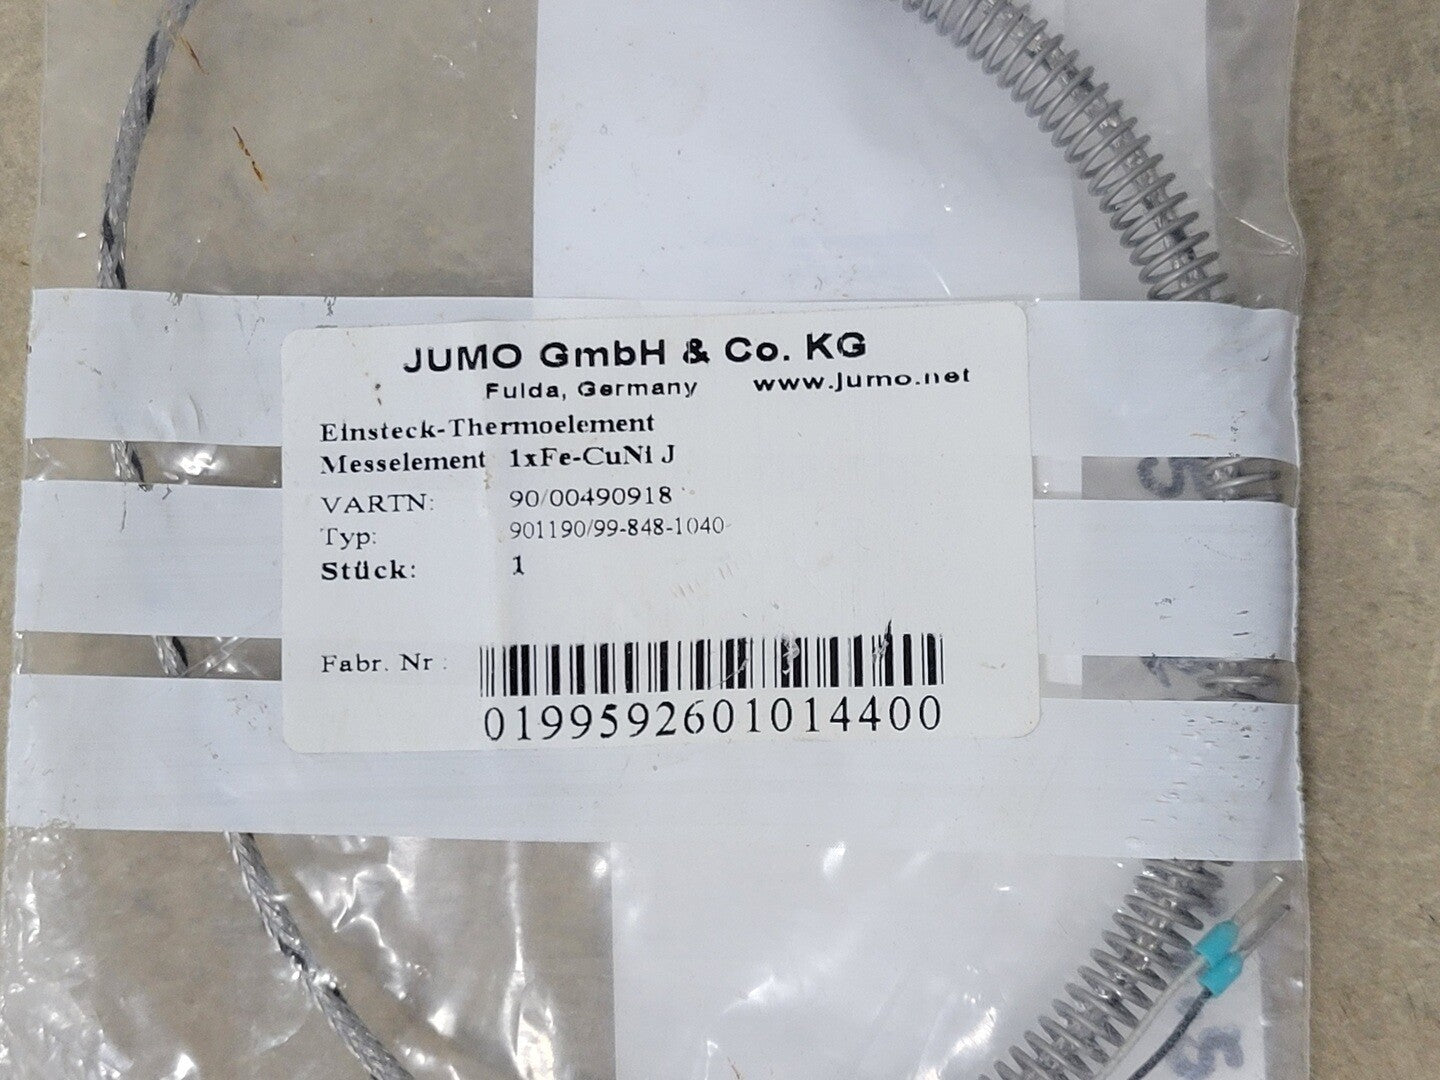 JUMO GmbH & Co. KG
Fulda, Germany www.jumo.net
Einsteck-Thermoelement
Messelement 1xFe-CuNi J
VARTN: 90/00490918
Typ: 901190/99-848-1040
Stück: 1
Fabr. Nr :
0199592601014400